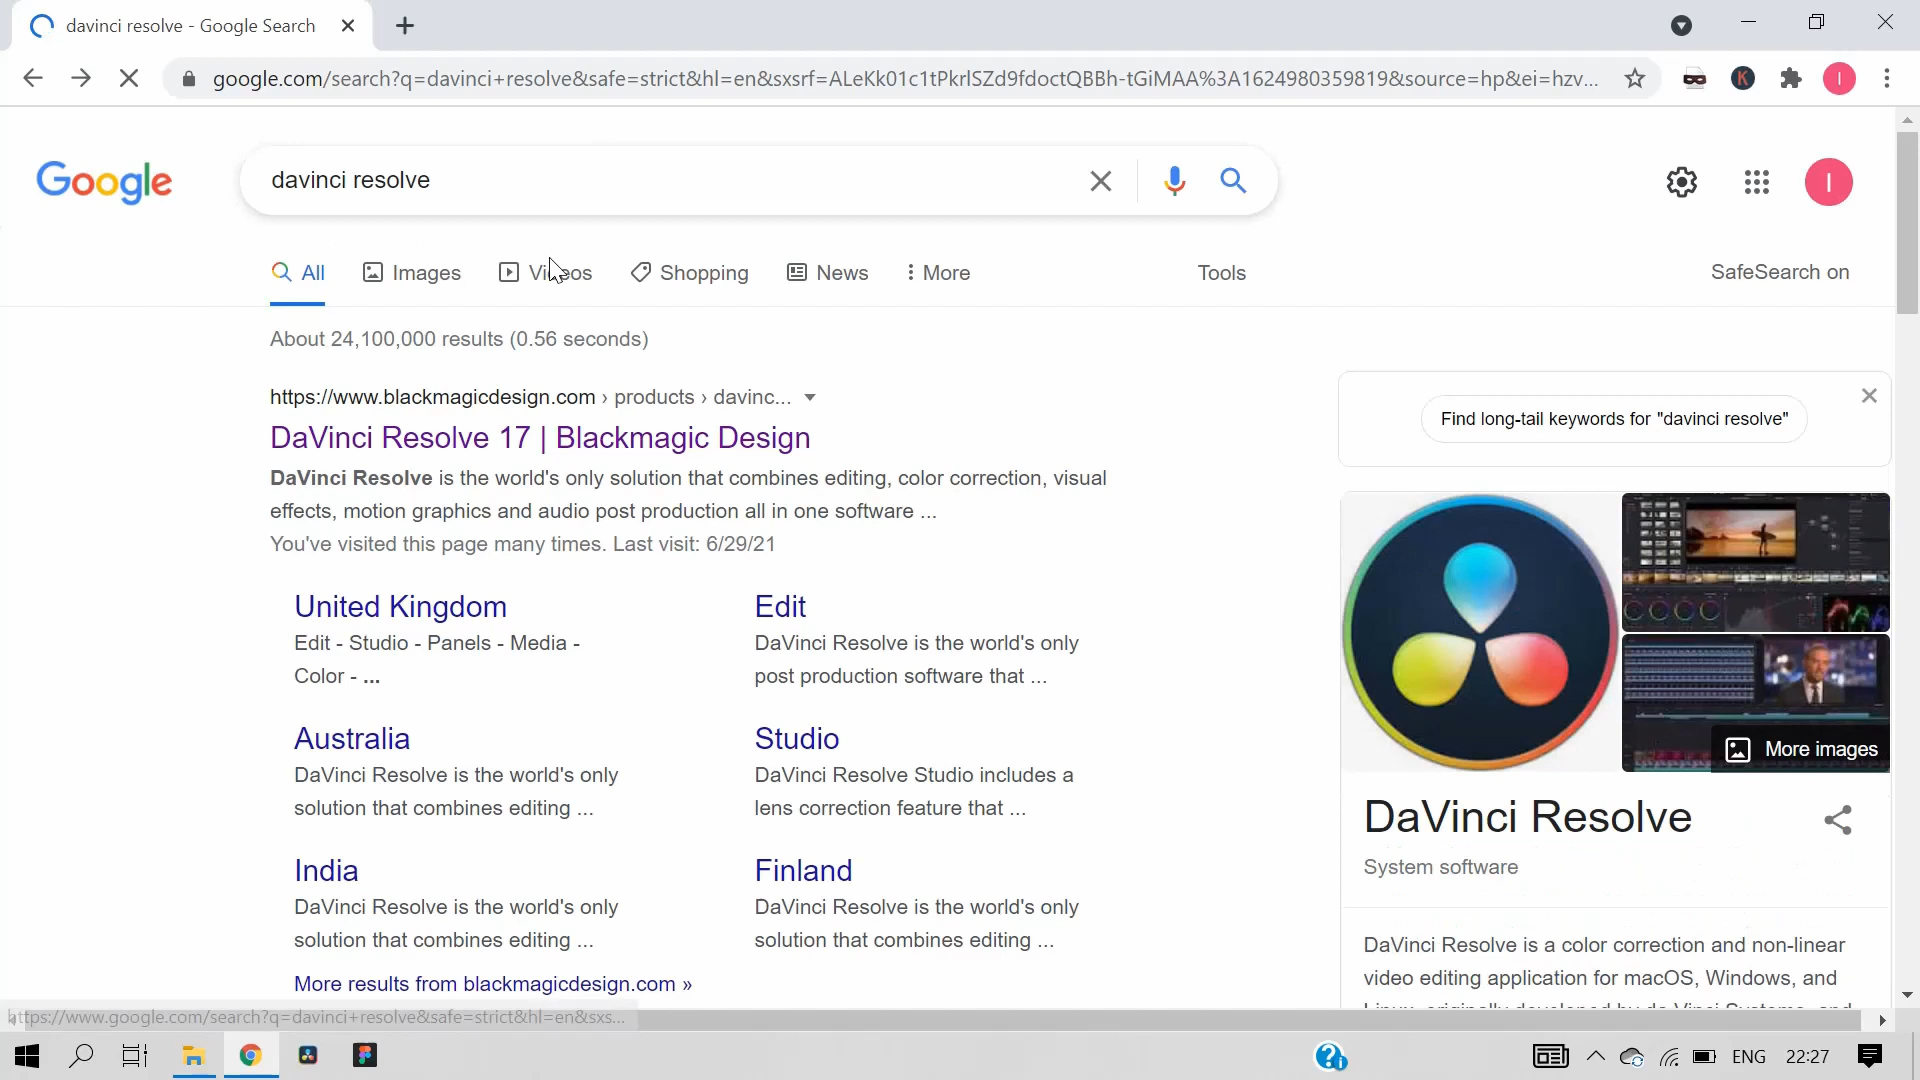 davinci resolve - Google Search
google.com/search?q=davinci+resolve&safe=strict&hl=en&sxsrf=ALeKk01c1tPkrlSZd9fdoctQBBh-tGiMAA%3A1624980359819&source=hp&ei=hzv...
K
I
Google
davinci resolve
I
All
Images
Videos
Shopping
News
More
Tools
SafeSearch on
About 24,100,000 results (0.56 seconds)
https://www.blackmagicdesign.com › products › davinc...
DaVinci Resolve 17 | Blackmagic Design
DaVinci Resolve is the world's only solution that combines editing, color correction, visual
effects, motion graphics and audio post production all in one software ...
You've visited this page many times. Last visit: 6/29/21
United Kingdom
Edit - Studio - Panels - Media -
Color - ...
Edit
DaVinci Resolve is the world's only
post production software that ...
Australia
DaVinci Resolve is the world's only
solution that combines editing ...
Studio
DaVinci Resolve Studio includes a
lens correction feature that ...
India
DaVinci Resolve is the world's only
solution that combines editing ...
Finland
DaVinci Resolve is the world's only
solution that combines editing ...
More results from blackmagicdesign.com »
Find long-tail keywords for "davinci resolve"
More images
DaVinci Resolve
System software
DaVinci Resolve is a color correction and non-linear
video editing application for macOS, Windows, and
Linux, originally developed by da Vinci Systems, and
https://www.google.com/search?q=davinci+resolve&safe=strict&hl=en&sxs...
ENG
22:27